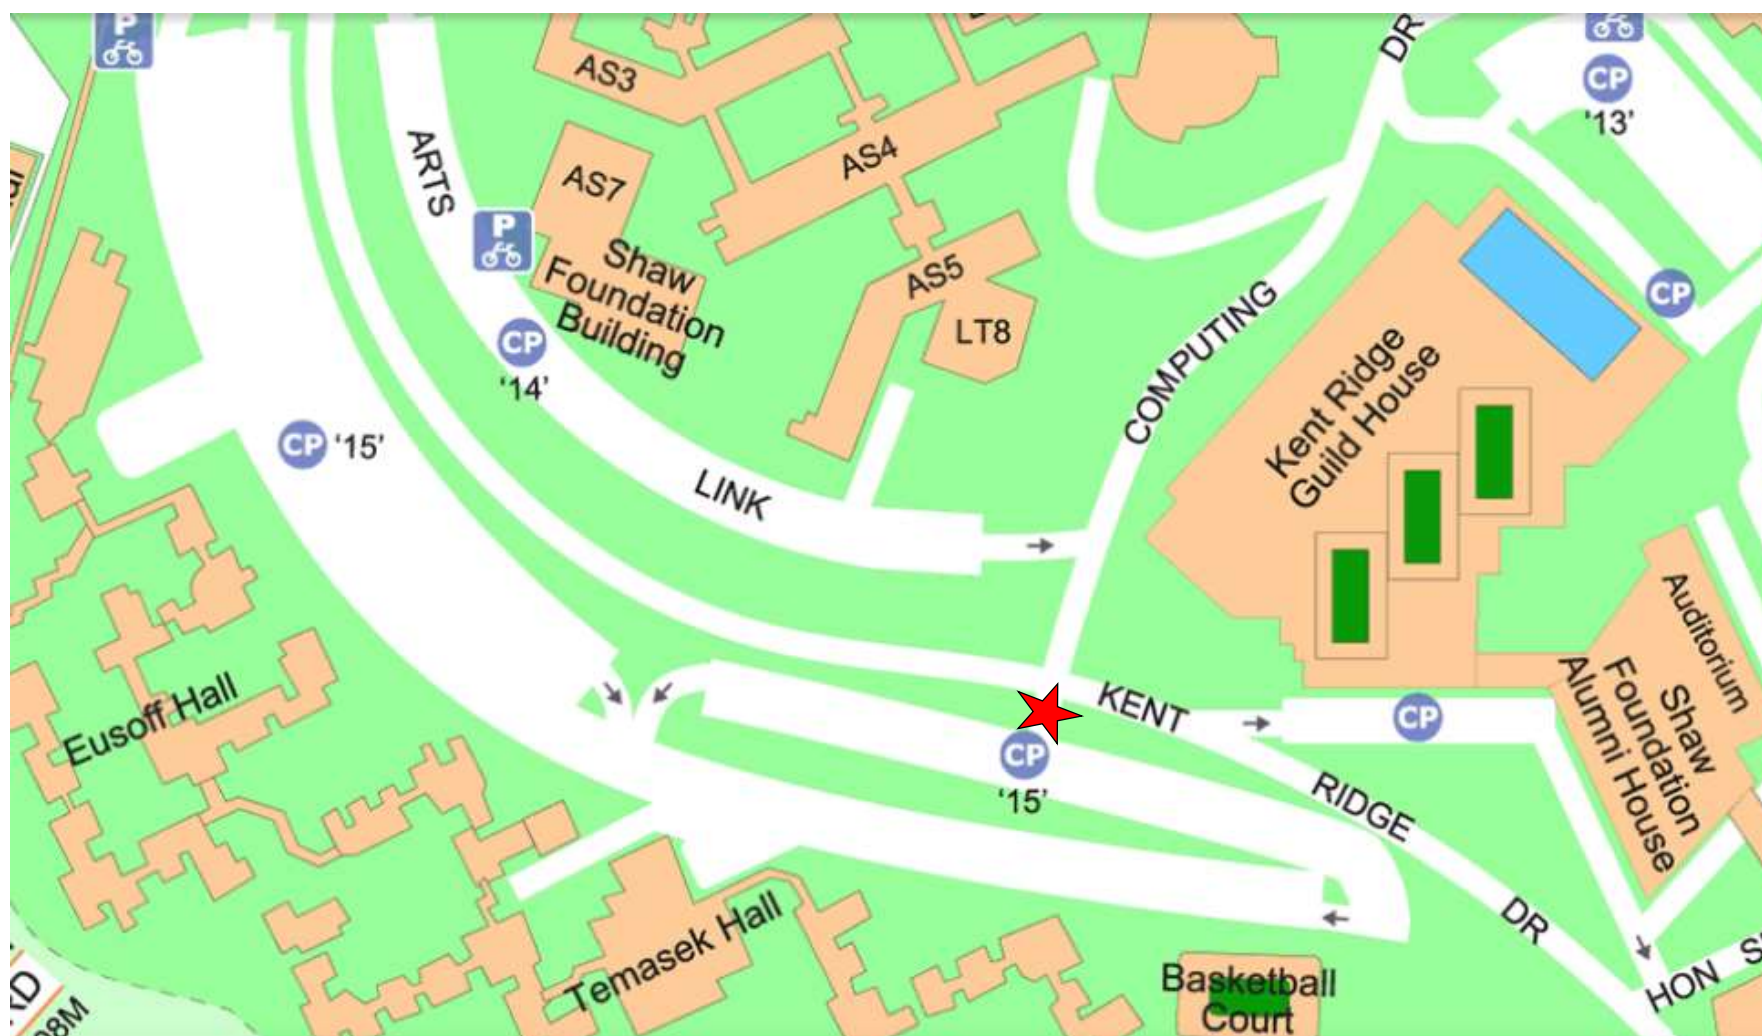 P
DR
CP
'13'
AS3
AS4
ARTS
AS7
P
Shaw
Foundation
Building
AS5
LT8
CP
'14'
CP
COMPUTING
Kent Ridge
Guild House
CP '15'
LINK
Auditorium
Shaw
Foundation
Alumni House
Eusoff Hall
KENT
CP
CP
'15'
RIDGE
DR
Temasek Hall
HON S
Basketball
Court
RD
98M